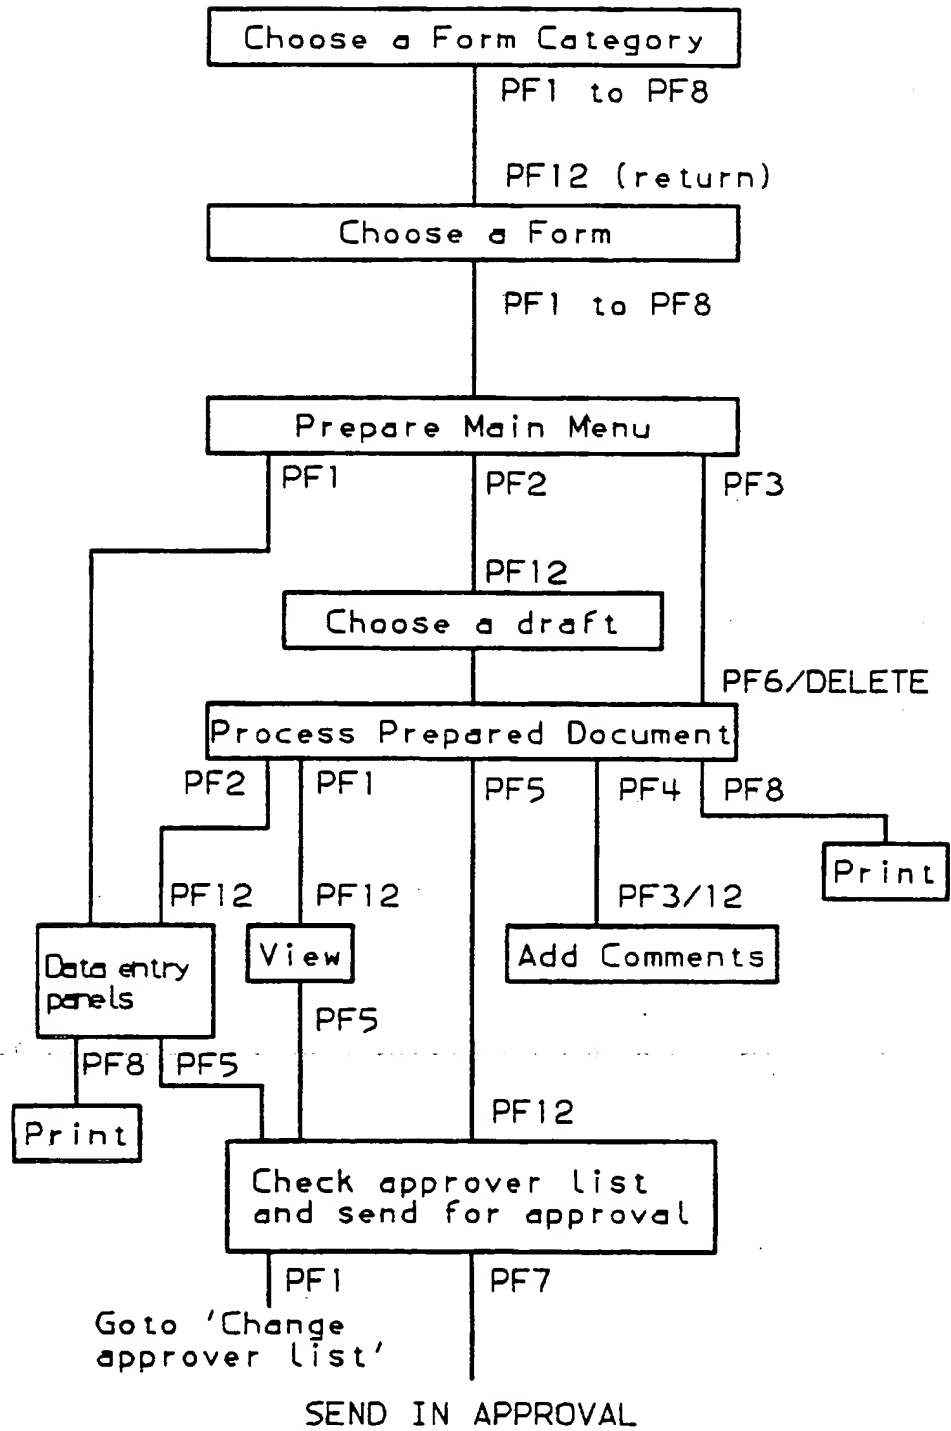 Choose a Form Category
PF1 to PF8
PF12 (return)
Choose a Form
PF1 to PF8
Prepare Main Menu
PF1
PF2
PF3
PF12
Choose a draft
PF6/DELETE
Process Prepared Document
PF2
PF1
PF5
PF4
PF8
Print
PF12
PF12
PF3/12
Data entry
panels
View
Add Comments
PF5
PF8
PF5
Print
PF12
Check approver list
and send for approval
PF1
PF7
Goto 'Change
approver list'
SEND IN APPROVAL